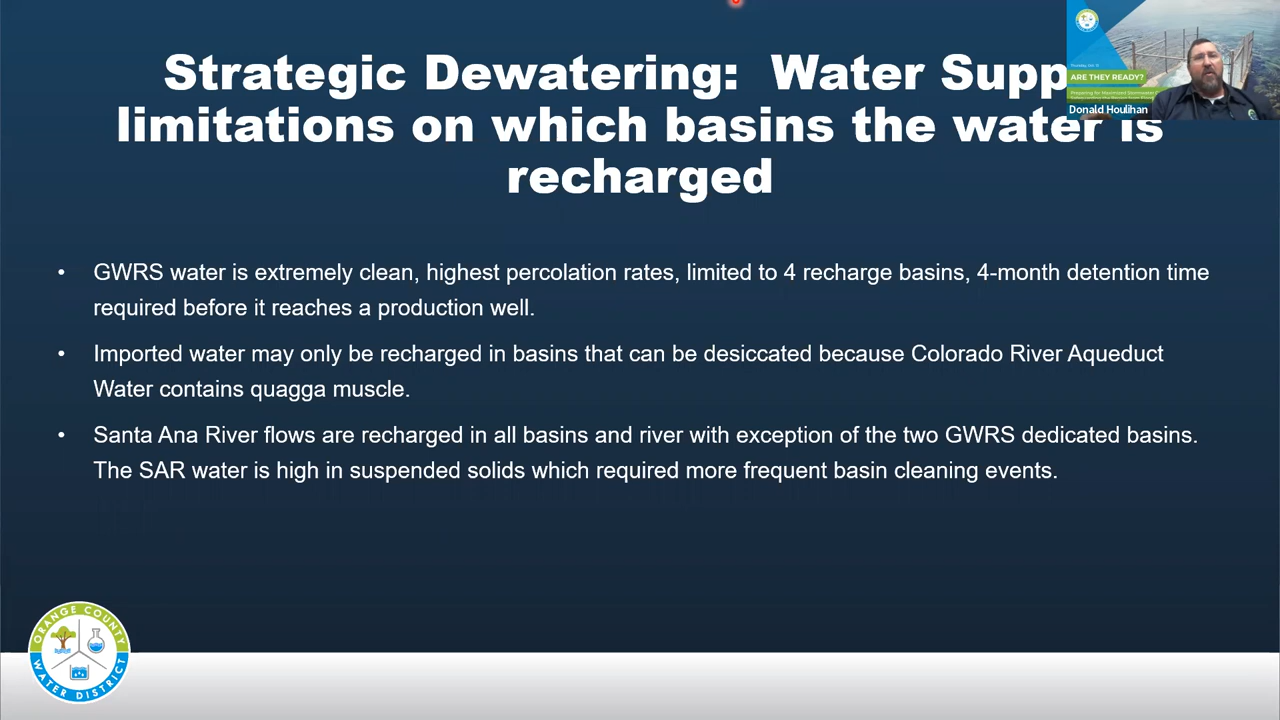 Strategic Dewatering: Water Supp
limitations on which basins the water is
recharged
ARE THEY READY?
Donald Houlihan
• GWRS water is extremely clean, highest percolation rates, limited to 4 recharge basins, 4-month detention time
required before it reaches a production well.
• Imported water may only be recharged in basins that can be desiccated because Colorado River Aqueduct
Water contains quagga muscle.
• Santa Ana River flows are recharged in all basins and river with exception of the two GWRS dedicated basins.
The SAR water is high in suspended solids which required more frequent basin cleaning events.
ORANGE COUNTY
WATER DISTRICT